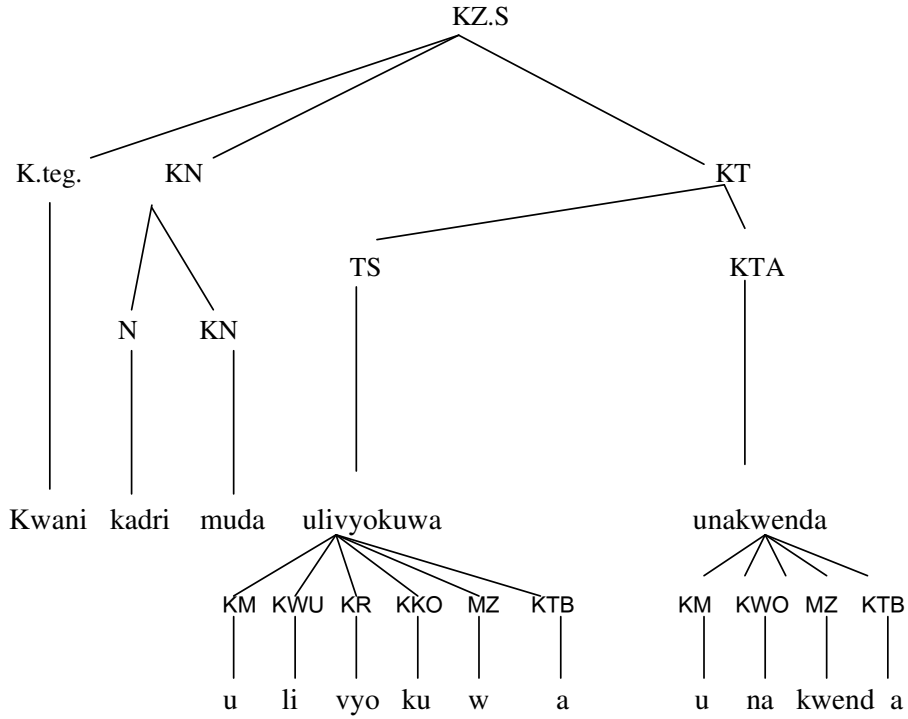 KZ.S
K.teg. KN KT
TS KTA
N KN
Kwani kadri muda ulivyokuwa unakwenda
KM KWU KR KKO MZ KTB KM KWO MZ KTB
u li vyo ku w a u na kwend a